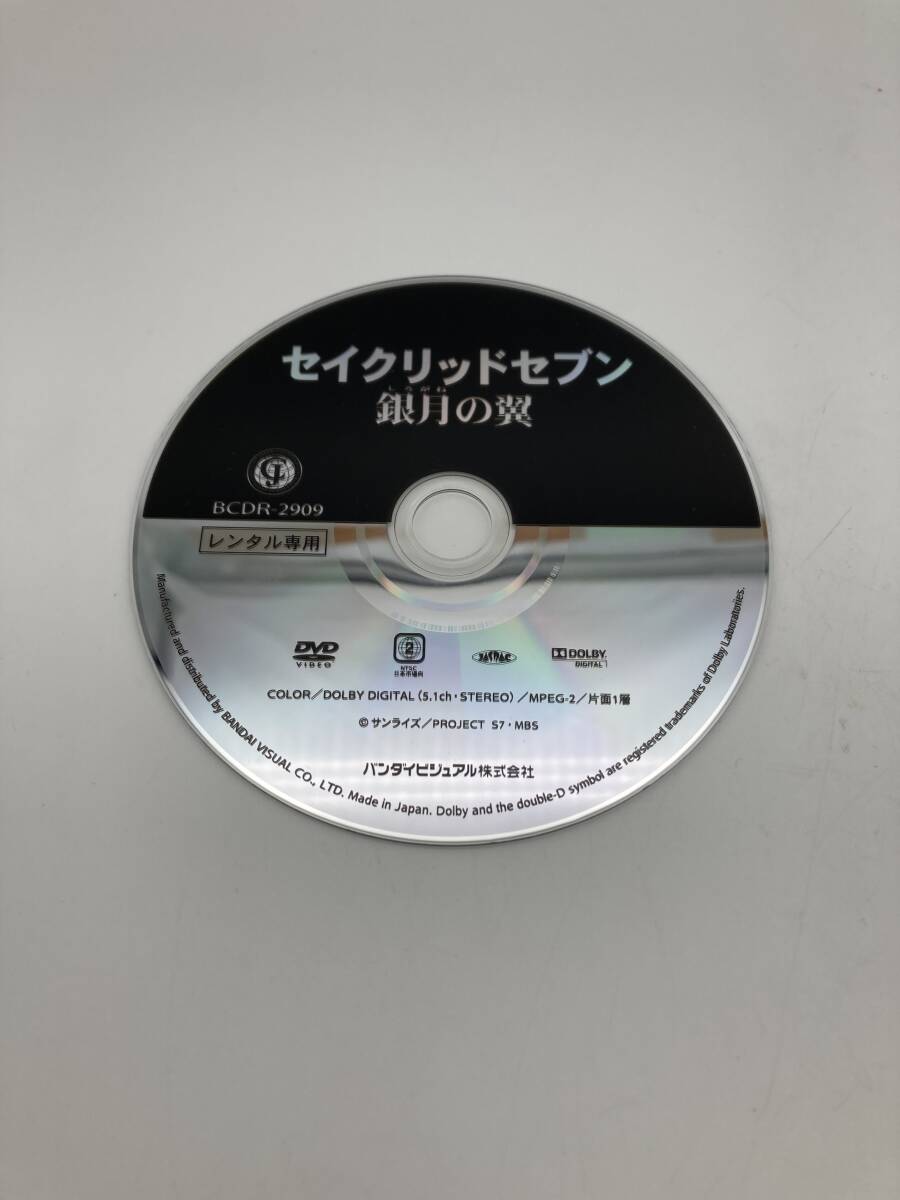 セイクリッドセブン
しろがね
銀月の翼
BCDR-2909
レンタル専用
DVD
VIDEO
2
NTSC
日本市場向
JASRAC
DOLBY
DIGITAL
COLOR／DOLBY DIGITAL（5.1ch・STEREO）／MPEG-2／片面1層
©サンライズ／PROJECT S7・MBS
バンダイビジュアル株式会社
Manufactured and distributed by BANDAI VISUAL CO., LTD. Made in Japan. Dolby and the double-D symbol are registered trademarks of Dolby Laboratories.